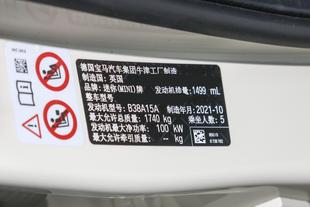 德国宝马汽车集团牛津工厂制造
制造国：英国
品牌：迷你(MINI)牌 发动机排量：1499 mL
整车型号：
发动机型号：B38A15A 制造年月：2021-10
最大允许总质量：1740 kg 乘坐人数：5
发动机最大净功率：100 kW
最大允许牵引质量：-- kg